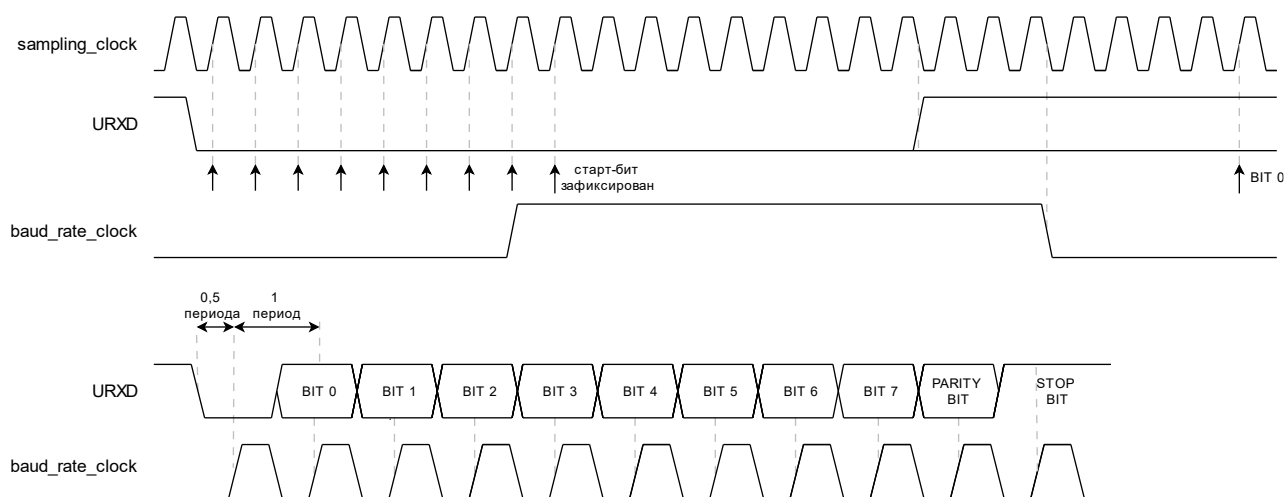 sampling_clock
URXD
старт-бит
зафиксирован
BIT 0
baud_rate_clock
0,5
периода
1
период
URXD
BIT 0
BIT 1
BIT 2
BIT 3
BIT 4
BIT 5
BIT 6
BIT 7
PARITY
BIT
STOP
BIT
baud_rate_clock